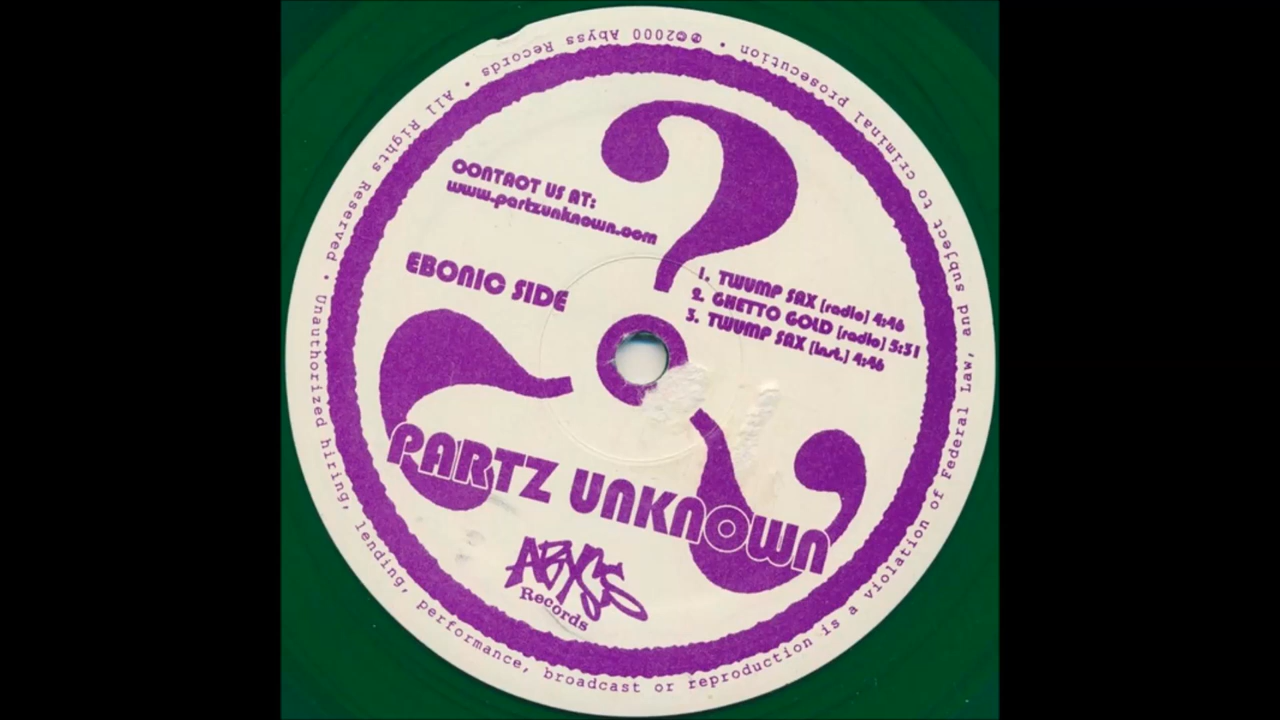 CONTACT US AT:
www.partzunknown.com
EBONIC SIDE
1. TWUMP SAX [radio] 4:46
2. GHETTO GOLD [radio] 5:31
3. TWUMP SAX [inst.] 4:46
PARTZ UNKNOWN
ABYSS
Records
℗©2000 Abyss Records • All Rights Reserved • Unauthorized hiring, lending, performance, broadcast or reproduction is a violation of Federal Law, and subject to criminal prosecution •